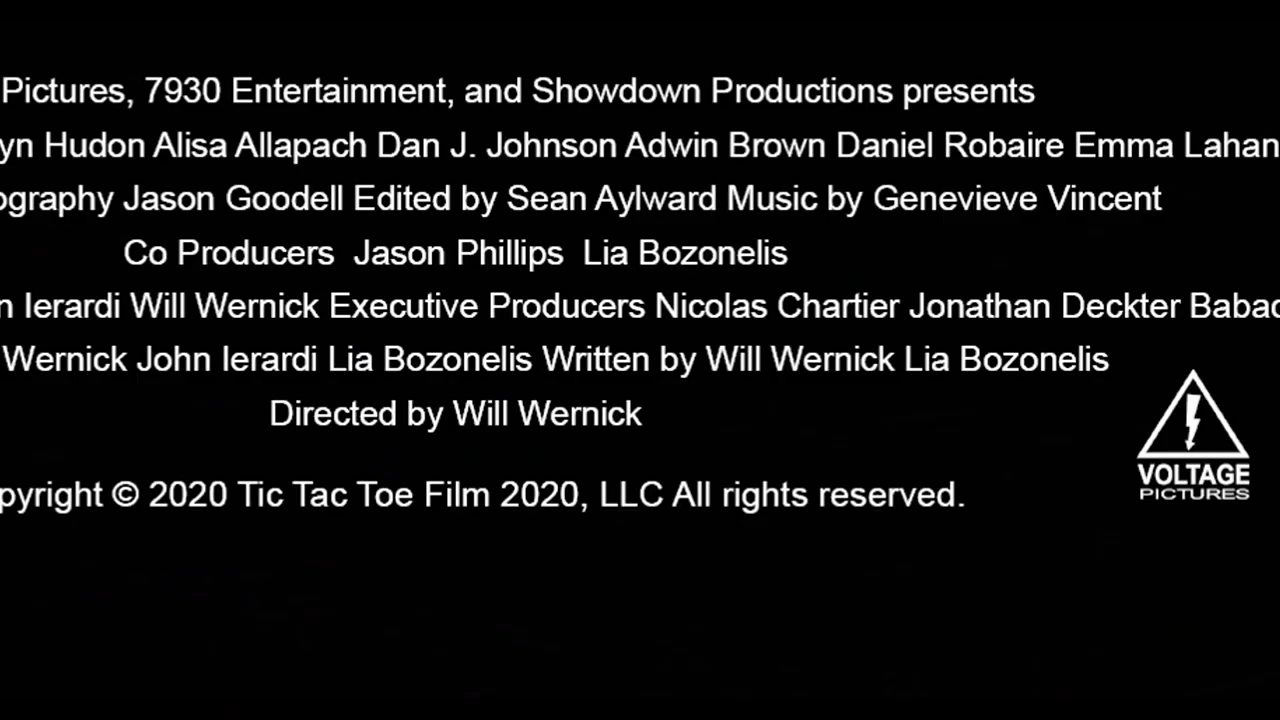 Pictures, 7930 Entertainment, and Showdown Productions presents
yn Hudon Alisa Allapach Dan J. Johnson Adwin Brown Daniel Robaire Emma Lahan
ography Jason Goodell Edited by Sean Aylward Music by Genevieve Vincent
Co Producers Jason Phillips Lia Bozonelis
n Ierardi Will Wernick Executive Producers Nicolas Chartier Jonathan Deckter Babac
Wernick John Ierardi Lia Bozonelis Written by Will Wernick Lia Bozonelis
Directed by Will Wernick
pyright © 2020 Tic Tac Toe Film 2020, LLC All rights reserved.
VOLTAGE
PICTURES